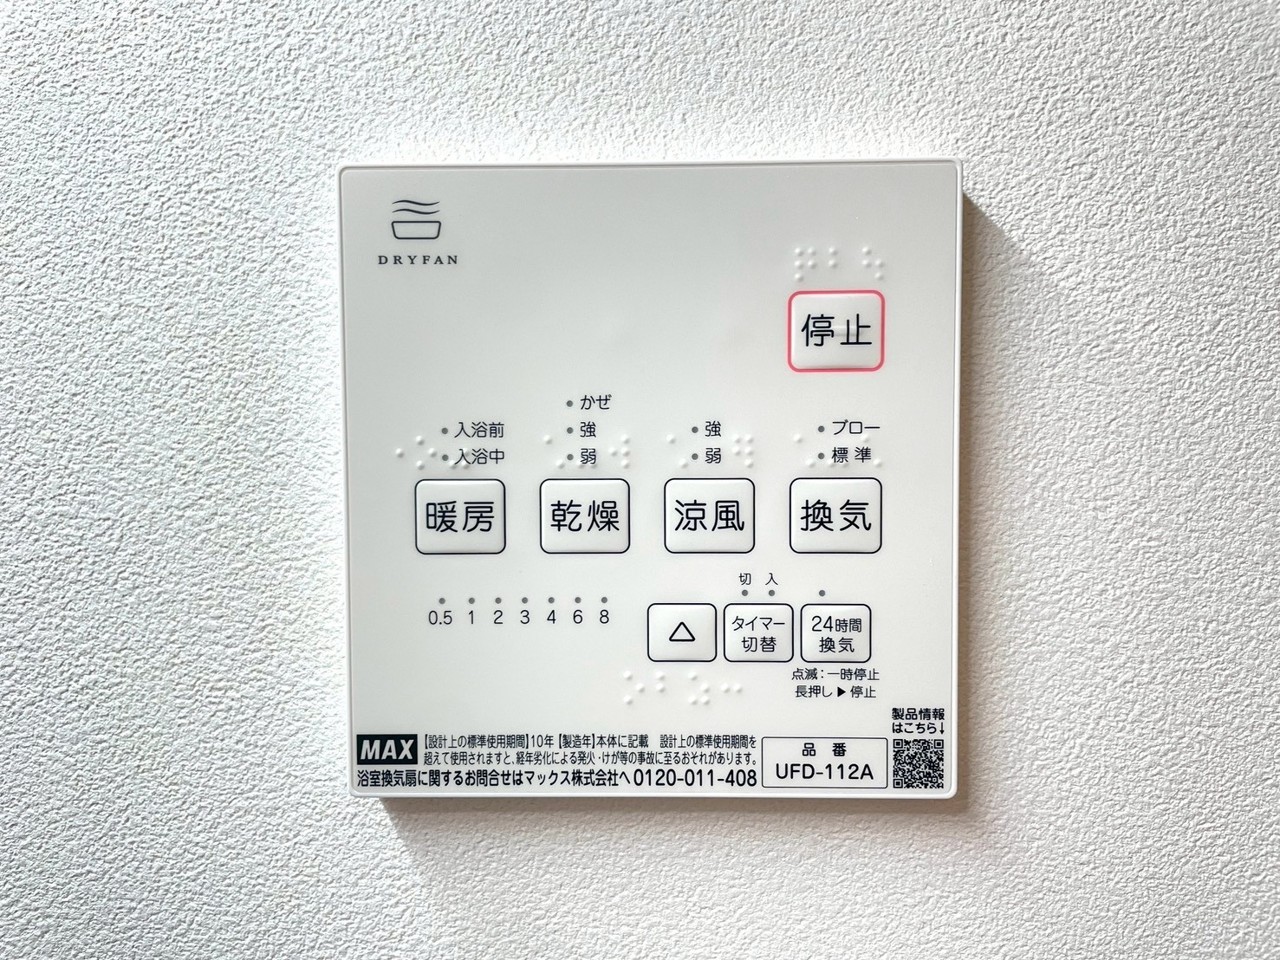 DRYFAN
停止
かぜ
入浴前 強 強 ブロー
入浴中 弱 弱 標準
暖房 乾燥 涼風 換気
切 入
0.5 1 2 3 4 6 8
△ タイマー 24時間
切替 換気
点滅：一時停止
長押し▶停止
製品情報
はこちら↓
MAX 【設計上の標準使用期間】10年 【製造年】本体に記載 設計上の標準使用期間を
超えて使用されますと、経年劣化による発火・けが等の事故に至るおそれがあります。
浴室換気扇に関するお問合せはマックス株式会社へ 0120-011-408
品番
UFD-112A